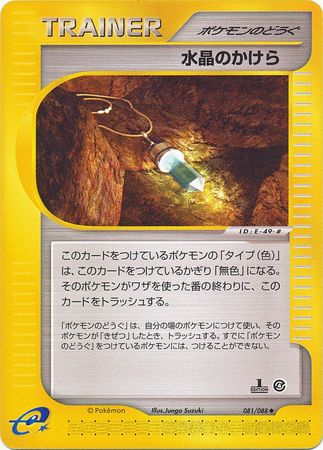 TRAINER
ポケモンのどうぐ
水晶のかけら
ID:E-49-#
このカードをつけているポケモンの「タイプ(色)」
は、このカードをつけているかぎり「無色」になる。
そのポケモンがワザを使った番の終わりに、この
カードをトラッシュする。
「ポケモンのどうぐ」は、自分の場のポケモンにつけて使い、その
ポケモンが「きぜつ」したとき、トラッシュする。すでに「ポケモン
のどうぐ」をつけているポケモンには、つけることができない。
1
EDITION
e
© Pokémon
Illus.Jungo Suzuki
081/088 ◆